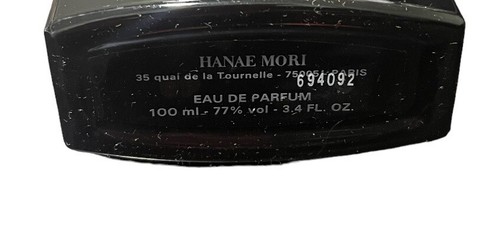 HANAE MORI
35 quai de la Tournelle - 75005 PARIS
694092
EAU DE PARFUM
100 ml - 77% vol - 3.4 FL. OZ.